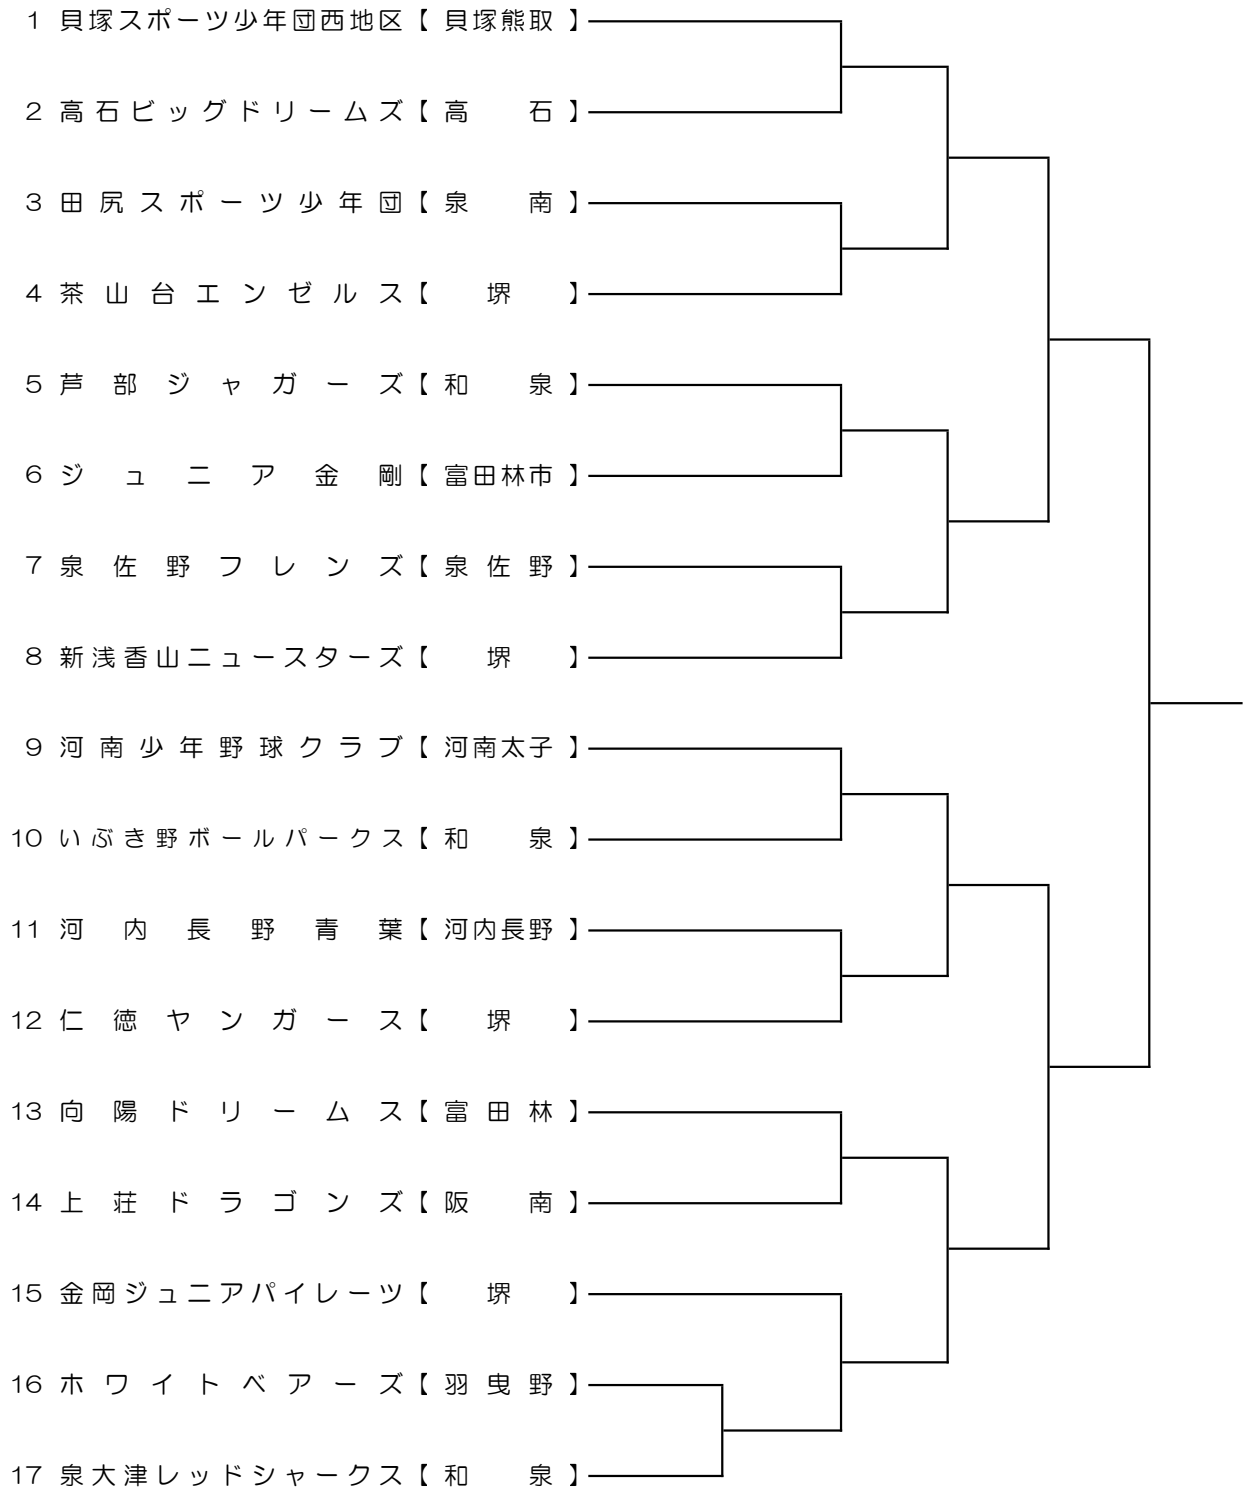 1 貝塚スポーツ少年団西地区【 貝塚熊取 】
2 高石ビッグドリームズ【 高 石 】
3 田尻スポーツ少年団【 泉 南 】
4 茶山台エンゼルス【 堺 】
5 芦部ジャガーズ【 和 泉 】
6 ジュニア金剛【 富田林市 】
7 泉佐野フレンズ【 泉佐野 】
8 新浅香山ニュースターズ【 堺 】
9 河南少年野球クラブ【 河南太子 】
10 いぶき野ボールパークス【 和 泉 】
11 河内長野青葉【 河内長野 】
12 仁徳ヤンガース【 堺 】
13 向陽ドリームス【 富田林 】
14 上荘ドラゴンズ【 阪 南 】
15 金岡ジュニアパイレーツ【 堺 】
16 ホワイトベアーズ【 羽曳野 】
17 泉大津レッドシャークス【 和 泉 】